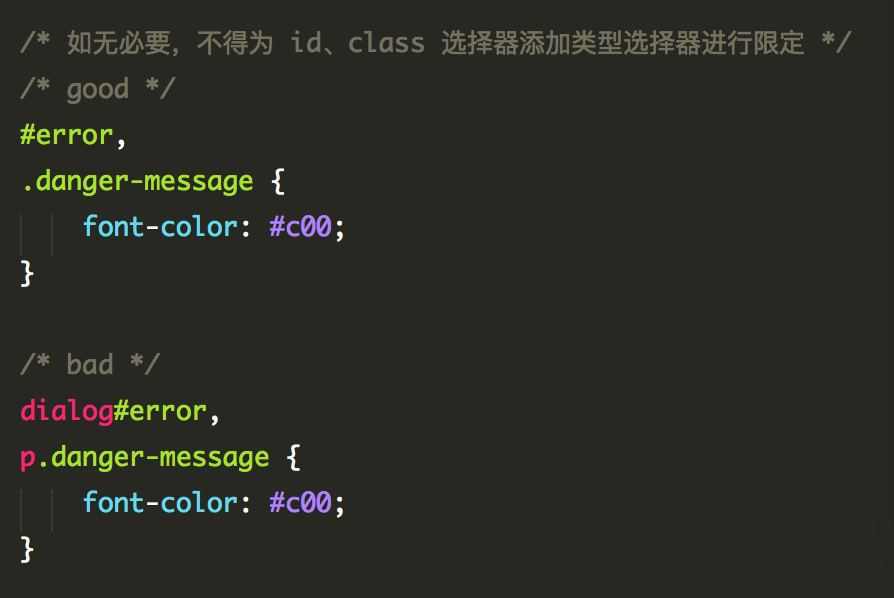 /* 如无必要，不得为 id、class 选择器添加类型选择器进行限定 */
/* good */
#error,
.danger-message {
    font-color: #c00;
}

/* bad */
dialog#error,
p.danger-message {
    font-color: #c00;
}